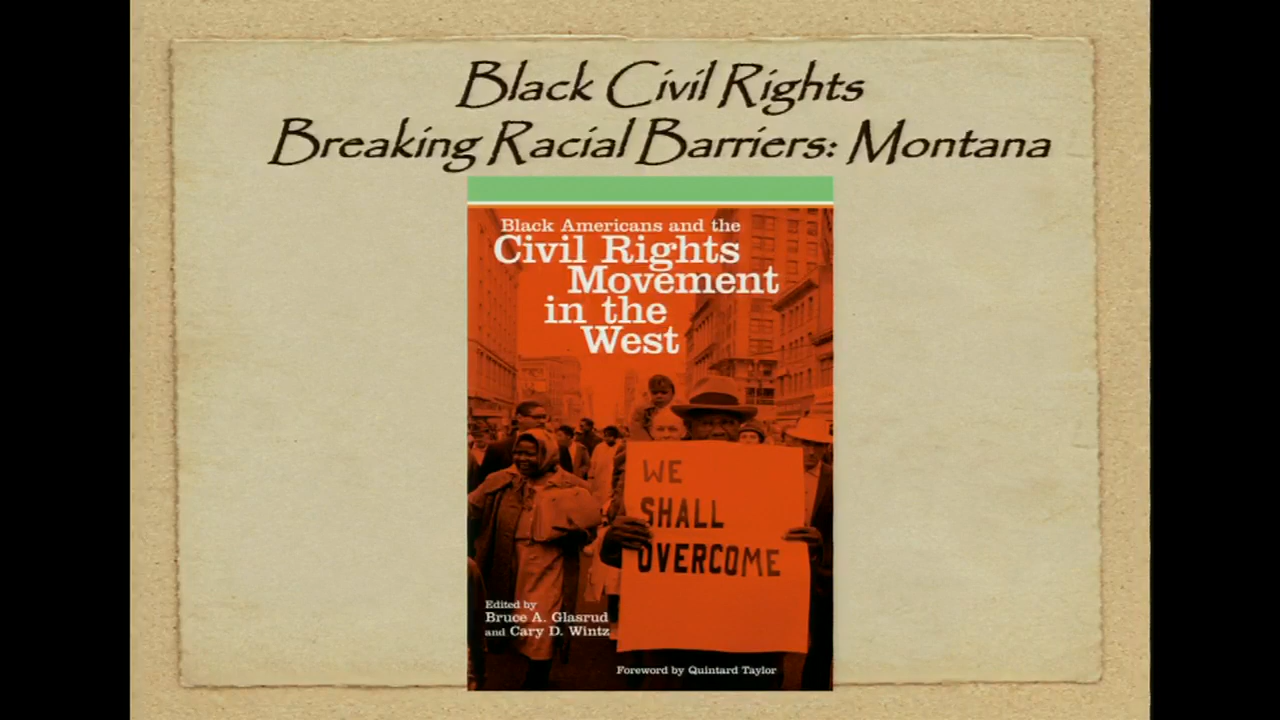 Black Civil Rights
Breaking Racial Barriers: Montana
Black Americans and the
Civil Rights
Movement
in the
West
WE
SHALL
OVERCOME
Edited by
Bruce A. Glasrud
and Cary D. Wintz
Foreword by Quintard Taylor